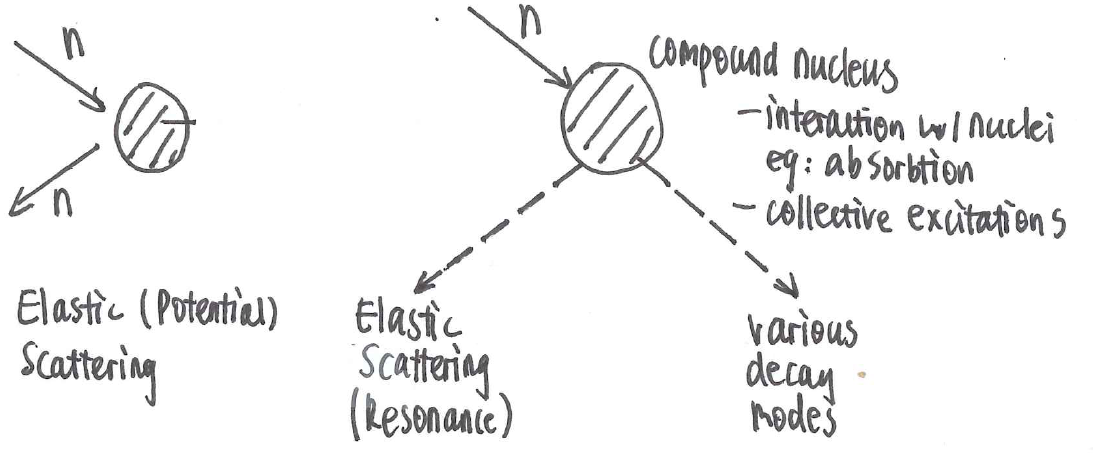 n
n
Elastic (Potential)
Scattering
n
Compound nucleus
- interaction w/ nuclei
eg: absorbtion
- collective excitations
Elastic
Scattering
(Resonance)
various
decay
modes